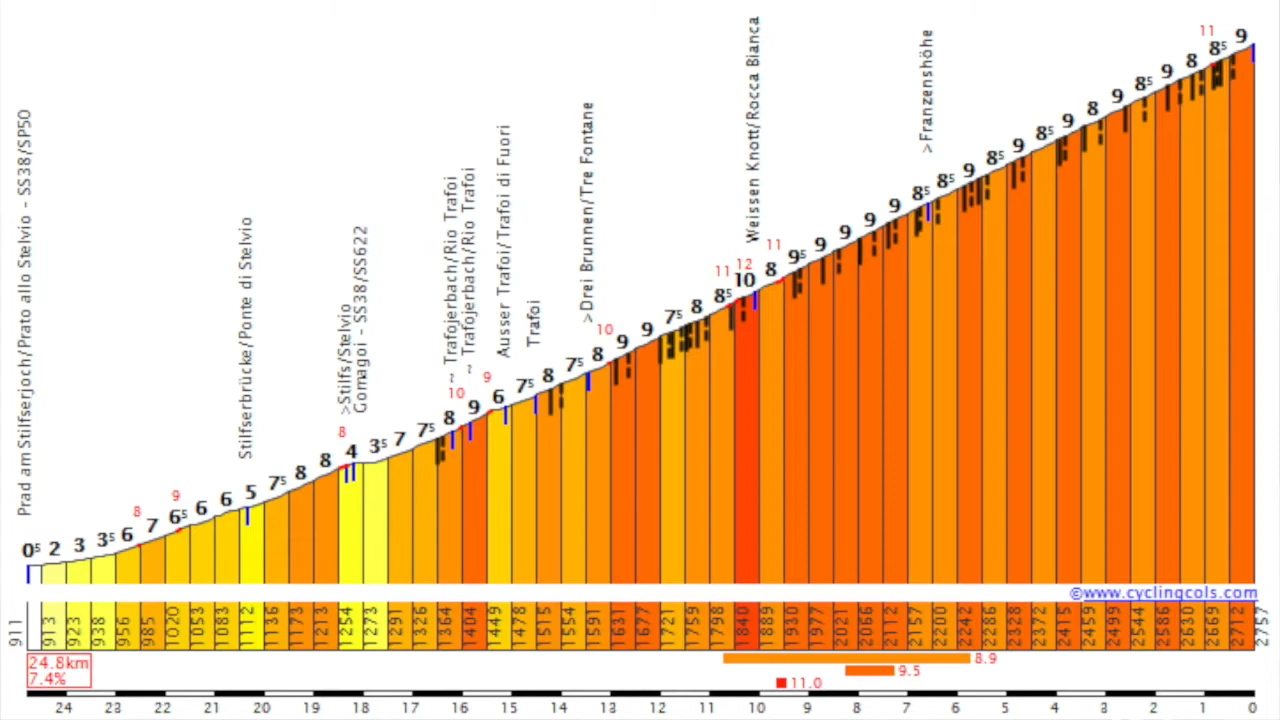 Prad am Stilfserjoch/Prato allo Stelvio - SS38/SP50
Stilfserbrücke/Ponte di Stelvio
>Stilfs/Stelvio
Gomagoi - SS38/SS622
~ Trafojerbach/Rio Trafoi
~ Trafojerbach/Rio Trafoi
Ausser Trafoi/Trafoi di Fuori
Trafoi
>Drei Brunnen/Tre Fontane
Weissen Knott/Rocca Bianca
>Franzenshöhe
8 9 8 10 9 10 11 12 11 11
0⁵ 2 3 3⁵ 6 7 6⁵ 6 6 5 7⁵ 8 8 4 3⁵ 7 7⁵ 8 9 6 7⁵ 8 7⁵ 8 9 9 7⁵ 8 8⁵ 10 8 9⁵ 9 9 9 9 8⁵ 8⁵ 9 8⁵ 9 8⁵ 9 8 9 8⁵ 9 8 8⁵ 9
©www.cyclingcols.com
911 913 923 938 956 985 1020 1053 1083 1112 1136 1173 1213 1254 1273 1291 1326 1364 1404 1449 1478 1515 1554 1591 1631 1677 1721 1759 1798 1840 1889 1930 1977 2021 2066 2112 2157 2200 2242 2286 2328 2372 2415 2459 2499 2544 2586 2630 2669 2712 2757
24.8km
7.4%
8.9
9.5
11.0
24 23 22 21 20 19 18 17 16 15 14 13 12 11 10 9 8 7 6 5 4 3 2 1 0